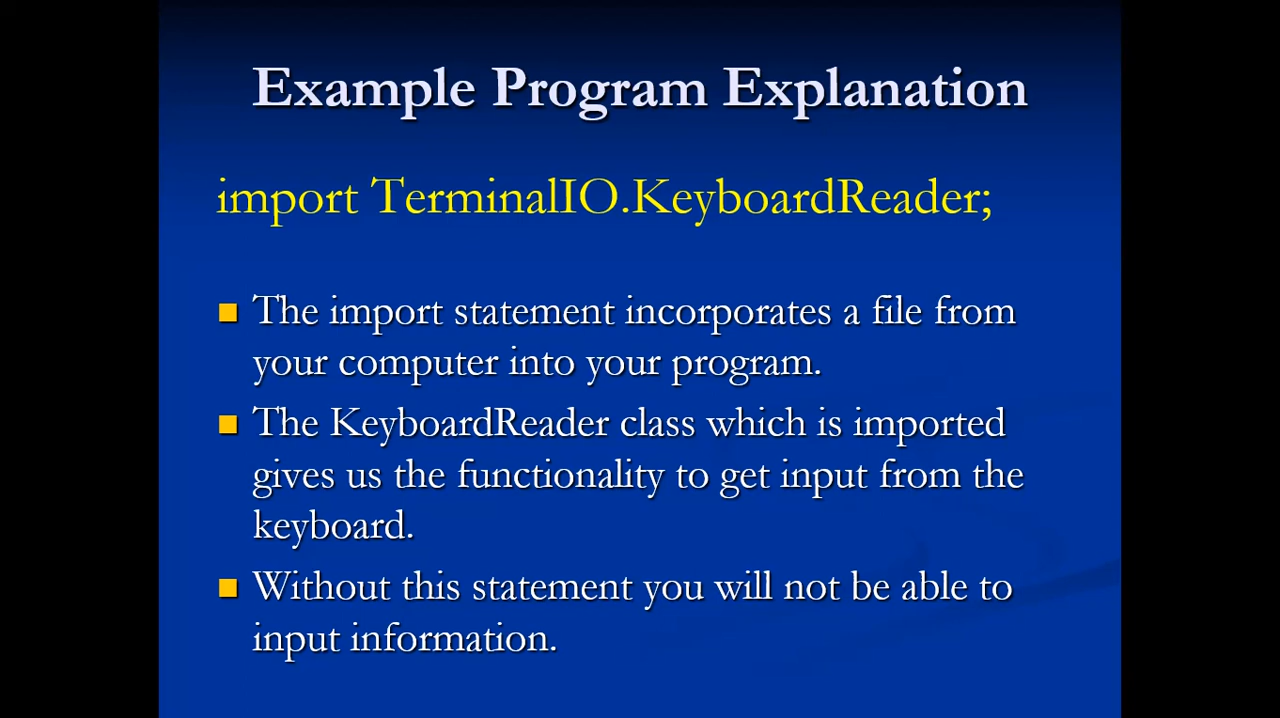 Example Program Explanation
import TerminalIO.KeyboardReader;
The import statement incorporates a file from
your computer into your program.
The KeyboardReader class which is imported
gives us the functionality to get input from the
keyboard.
Without this statement you will not be able to
input information.